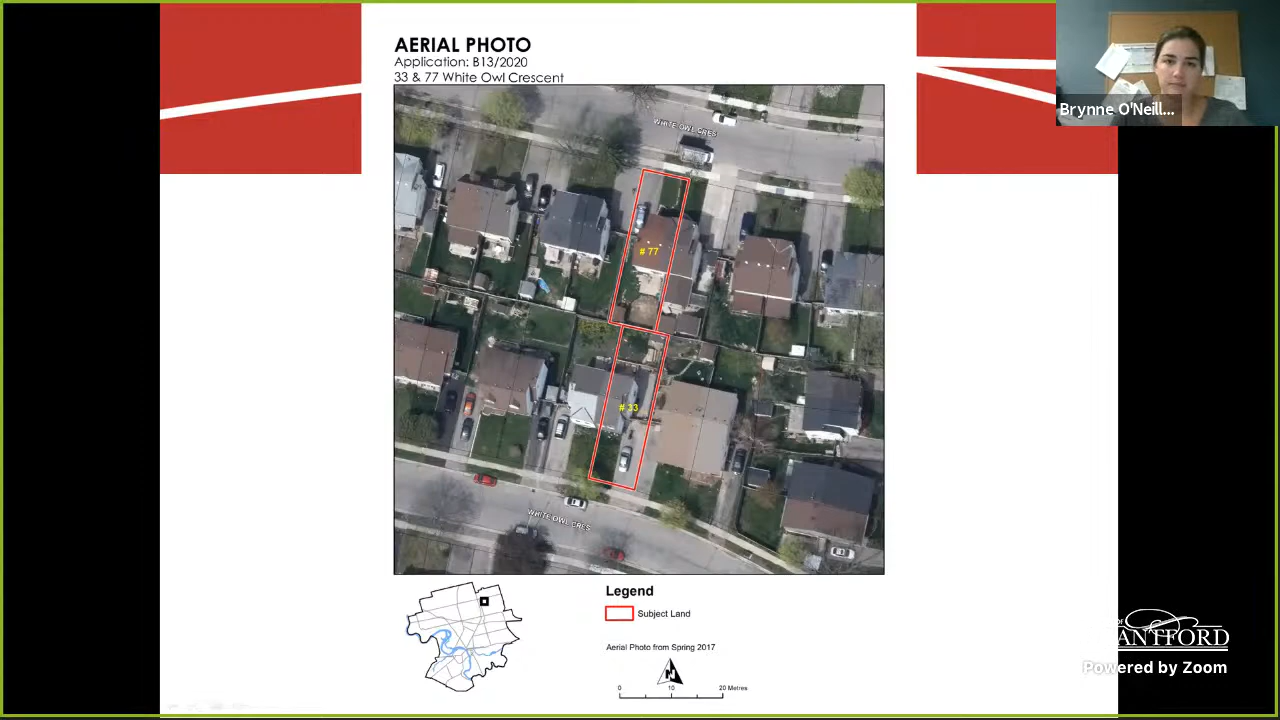 AERIAL PHOTO
Application: B13/2020
33 & 77 White Owl Crescent
Brynne O'Neill...
WHITE OWL CRES
# 77
# 33
WHITE OWL CRES
Legend
Subject Land
Aerial Photo from Spring 2017
N
0 10 20 Metres
OF
ANTFORD
Powered by Zoom